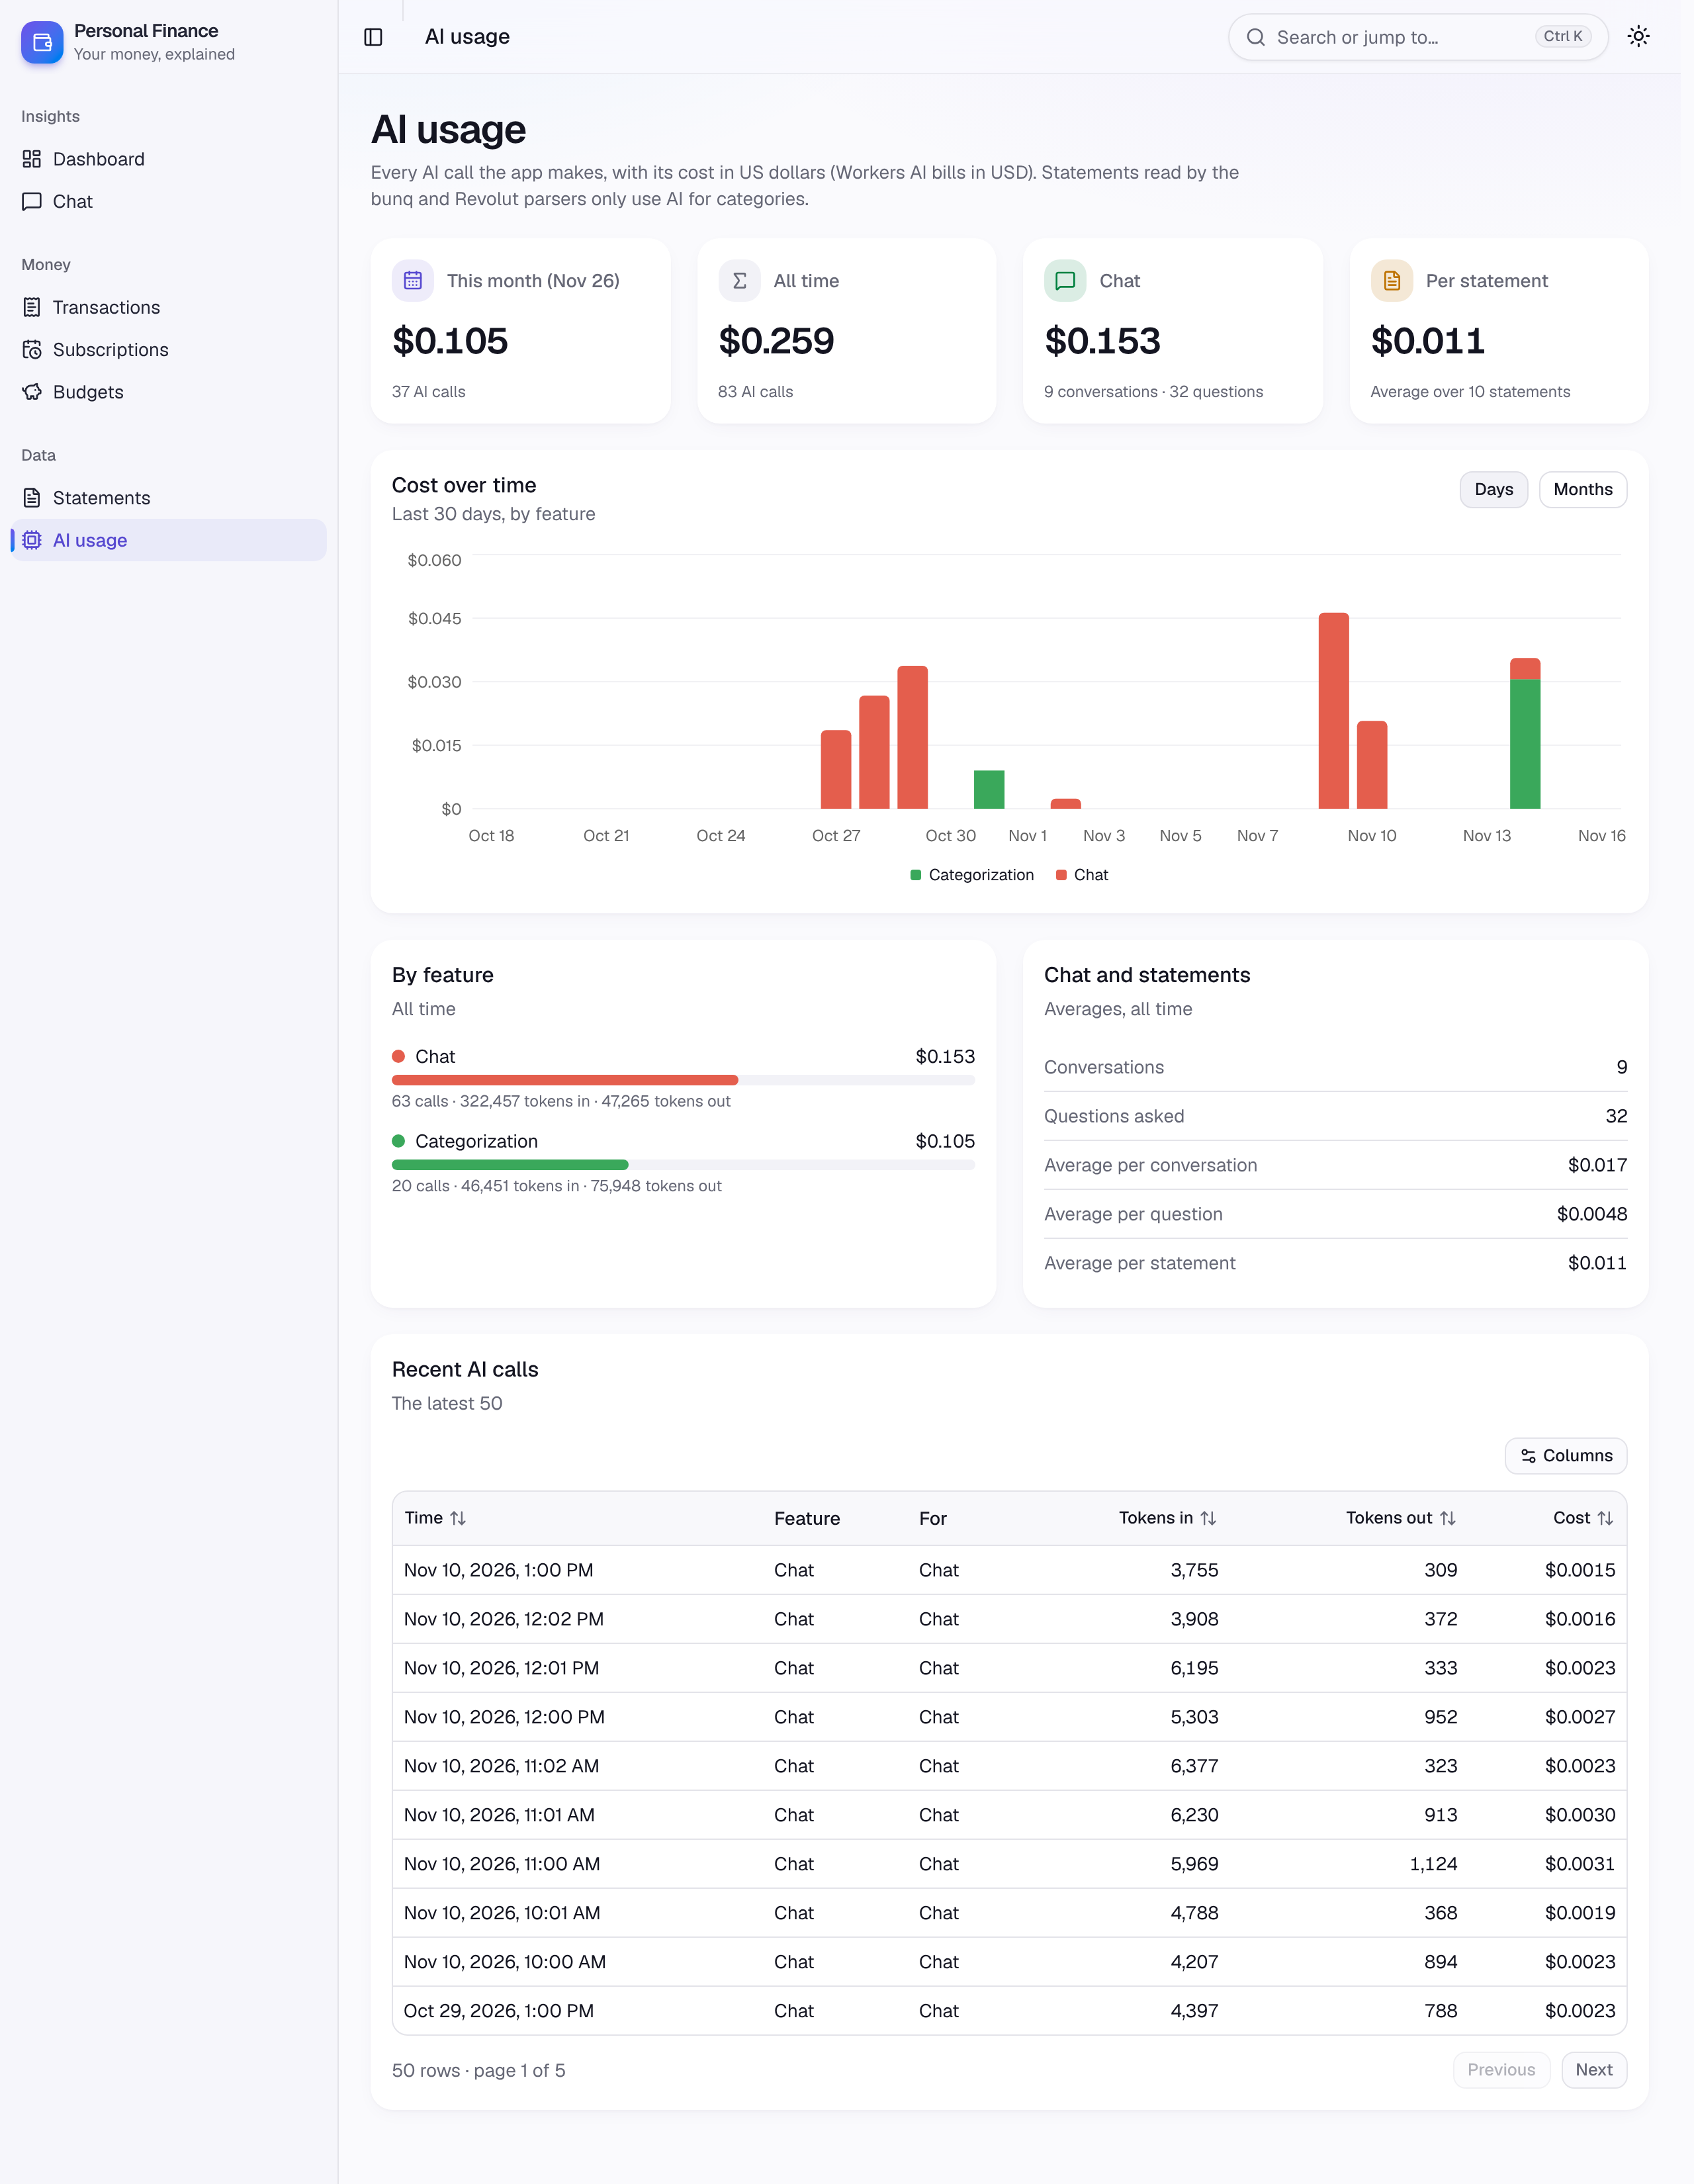 Personal Finance
Your money, explained
Insights
Dashboard
Chat
Money
Transactions
Subscriptions
Budgets
Data
Statements
AI usage
AI usage
Search or jump to...
Ctrl K
AI usage
Every AI call the app makes, with its cost in US dollars (Workers AI bills in USD). Statements read by the
bunq and Revolut parsers only use AI for categories.
This month (Nov 26)
$0.105
37 AI calls
All time
$0.259
83 AI calls
Chat
$0.153
9 conversations · 32 questions
Per statement
$0.011
Average over 10 statements
Cost over time
Last 30 days, by feature
Days
Months
$0.060
$0.045
$0.030
$0.015
$0
Oct 18 Oct 21 Oct 24 Oct 27 Oct 30 Nov 1 Nov 3 Nov 5 Nov 7 Nov 10 Nov 13 Nov 16
Categorization Chat
By feature
All time
Chat $0.153
63 calls · 322,457 tokens in · 47,265 tokens out
Categorization $0.105
20 calls · 46,451 tokens in · 75,948 tokens out
Chat and statements
Averages, all time
Conversations 9
Questions asked 32
Average per conversation $0.017
Average per question $0.0048
Average per statement $0.011
Recent AI calls
The latest 50
Columns
Time Feature For Tokens in Tokens out Cost
Nov 10, 2026, 1:00 PM Chat Chat 3,755 309 $0.0015
Nov 10, 2026, 12:02 PM Chat Chat 3,908 372 $0.0016
Nov 10, 2026, 12:01 PM Chat Chat 6,195 333 $0.0023
Nov 10, 2026, 12:00 PM Chat Chat 5,303 952 $0.0027
Nov 10, 2026, 11:02 AM Chat Chat 6,377 323 $0.0023
Nov 10, 2026, 11:01 AM Chat Chat 6,230 913 $0.0030
Nov 10, 2026, 11:00 AM Chat Chat 5,969 1,124 $0.0031
Nov 10, 2026, 10:01 AM Chat Chat 4,788 368 $0.0019
Nov 10, 2026, 10:00 AM Chat Chat 4,207 894 $0.0023
Oct 29, 2026, 1:00 PM Chat Chat 4,397 788 $0.0023
50 rows · page 1 of 5
Previous
Next